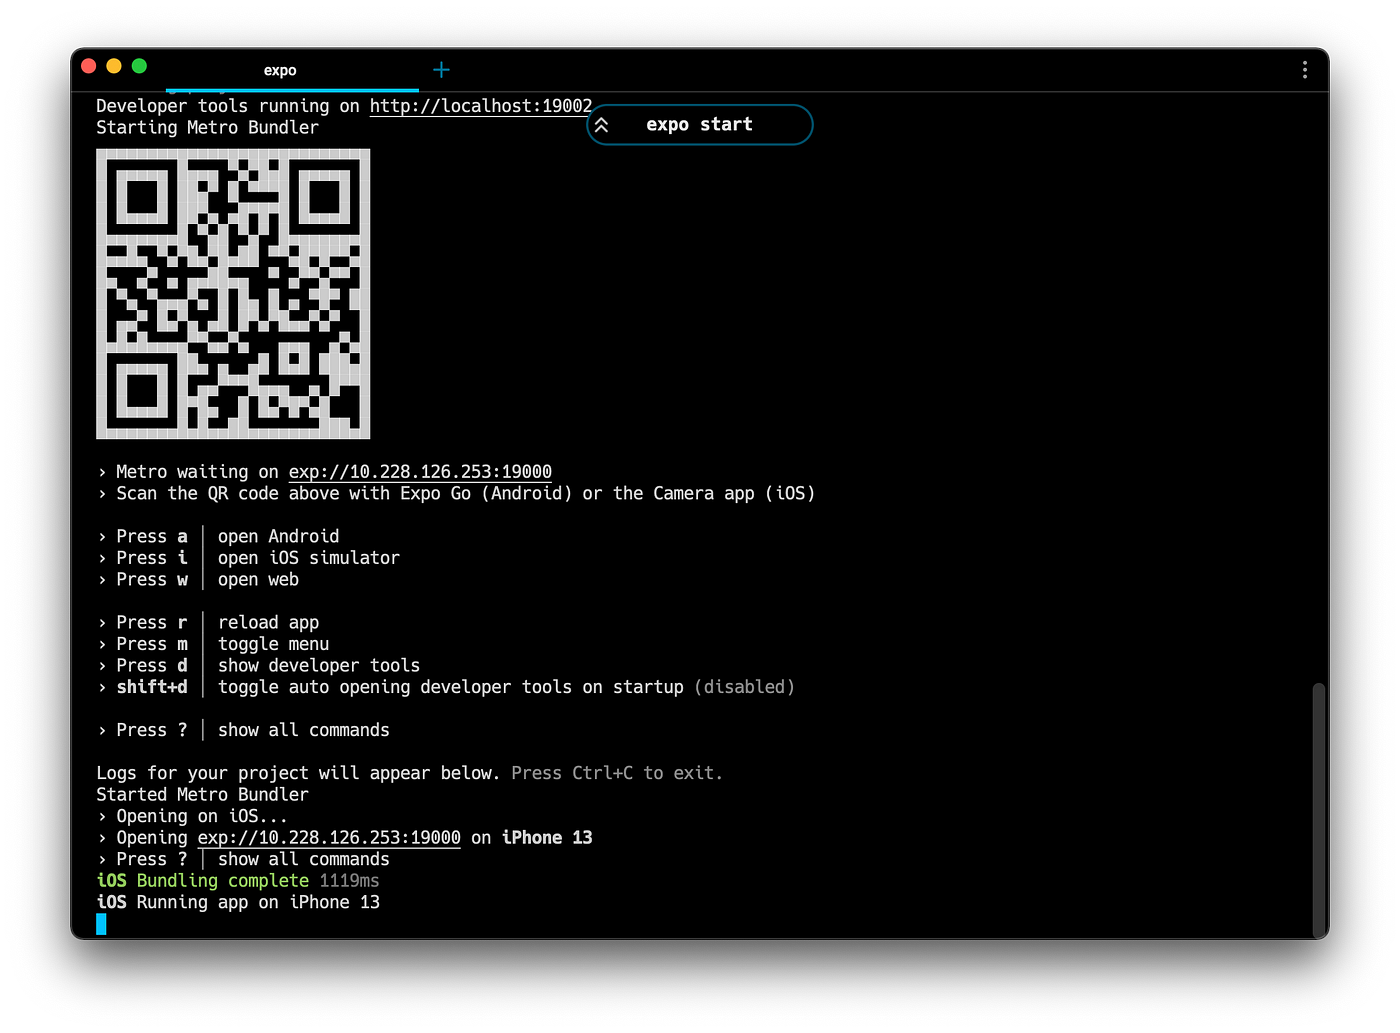 expo
Developer tools running on http://localhost:19002
expo start
Starting Metro Bundler
› Metro waiting on exp://10.228.126.253:19000
› Scan the QR code above with Expo Go (Android) or the Camera app (iOS)
› Press a │ open Android
› Press i │ open iOS simulator
› Press w │ open web
› Press r │ reload app
› Press m │ toggle menu
› Press d │ show developer tools
› shift+d │ toggle auto opening developer tools on startup (disabled)
› Press ? │ show all commands
Logs for your project will appear below. Press Ctrl+C to exit.
Started Metro Bundler
› Opening on iOS...
› Opening exp://10.228.126.253:19000 on iPhone 13
› Press ? │ show all commands
iOS Bundling complete 1119ms
iOS Running app on iPhone 13